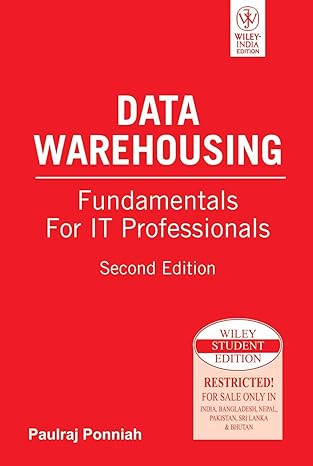 WILEY-
INDIA
EDITION
DATA
WAREHOUSING
Fundamentals
For IT Professionals
Second Edition
WILEY
STUDENT
EDITION
RESTRICTED!
FOR SALE ONLY IN
INDIA, BANGLADESH, NEPAL,
PAKISTAN, SRI LANKA
& BHUTAN
Paulraj Ponniah